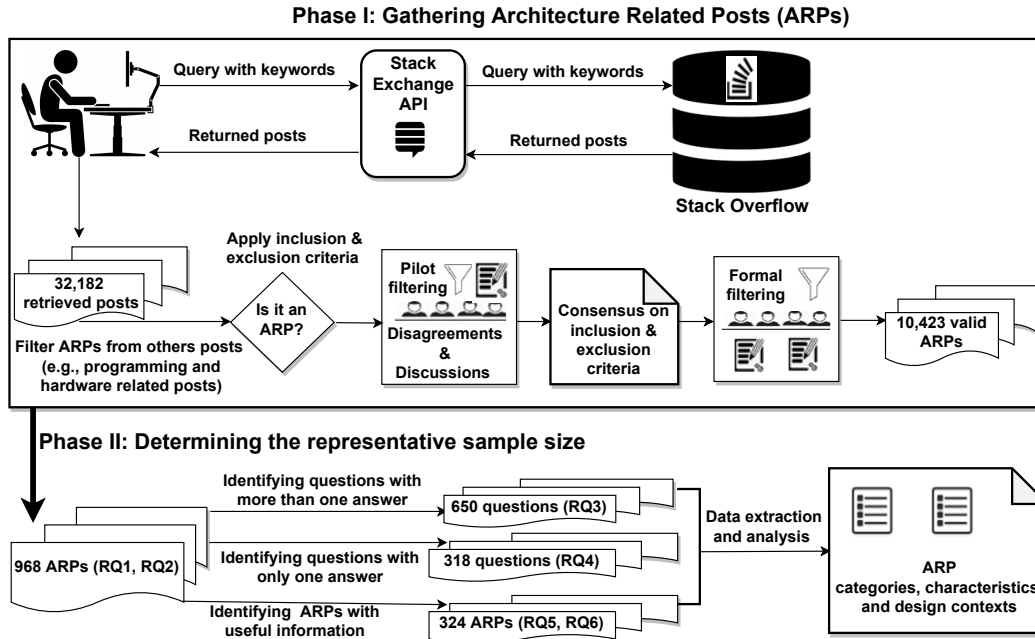 Phase I: Gathering Architecture Related Posts (ARPs)
Query with keywords
Stack
Exchange
API
Query with keywords
Returned posts
Returned posts
Stack Overflow
32,182
retrieved posts
Filter ARPs from others posts
(e.g., programming and
hardware related posts)
Apply inclusion &
exclusion criteria
Is it an
ARP?
Pilot
filtering
Disagreements
&
Discussions
Consensus on
inclusion &
exclusion
criteria
Formal
filtering
10,423 valid
ARPs
Phase II: Determining the representative sample size
968 ARPs (RQ1, RQ2)
Identifying questions with
more than one answer
650 questions (RQ3)
Identifying questions with
only one answer
318 questions (RQ4)
Identifying ARPs with
useful information
324 ARPs (RQ5, RQ6)
Data extraction
and analysis
ARP
categories, characteristics
and design contexts